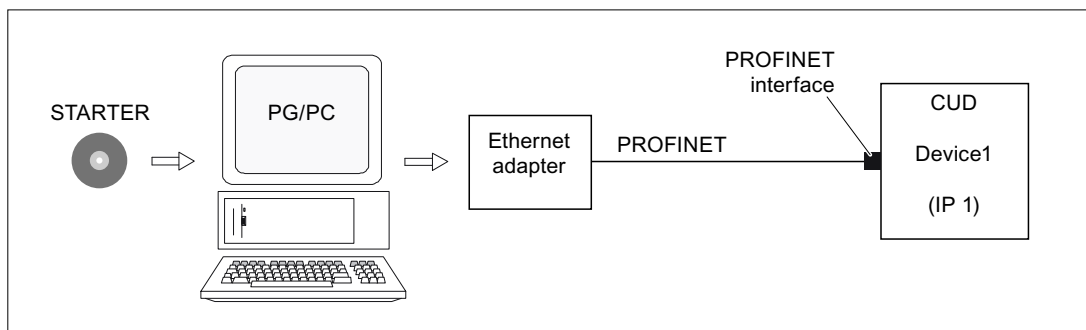 STARTER
PG/PC
Ethernet
adapter
PROFINET
PROFINET
interface
CUD
Device1
(IP 1)